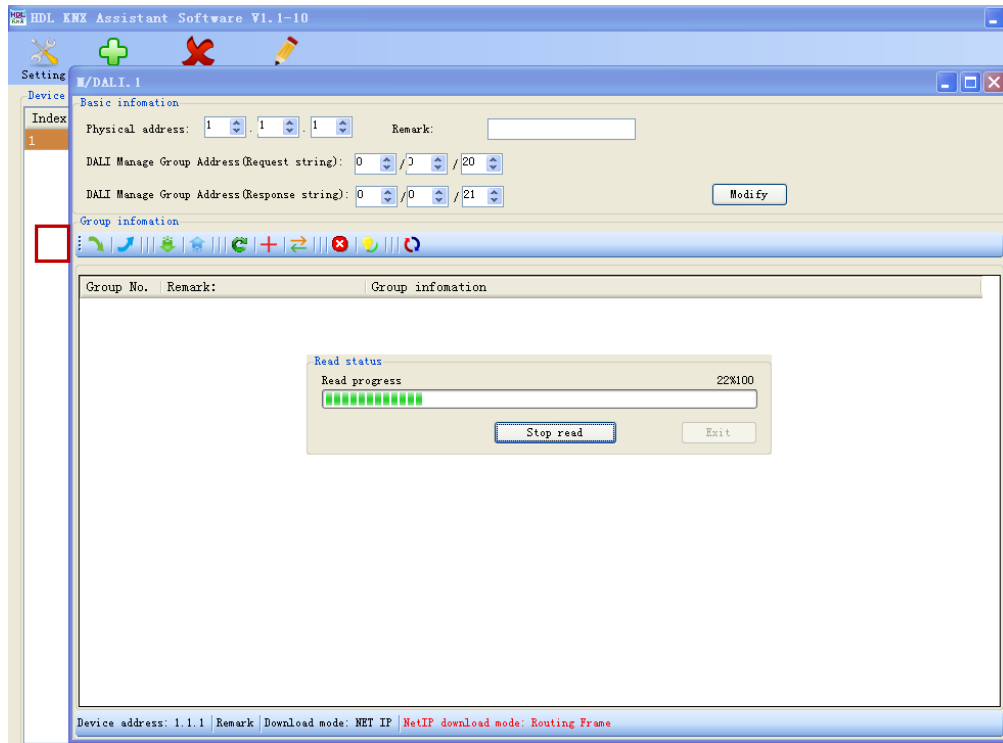 HDL KNX Assistant Software V1.1-10
Setting
M/DALI.1
Device
Basic infomation
Index
Physical address: 1 . 1 . 1 Remark:
1
DALI Manage Group Address(Request string): 0 / 0 / 20
DALI Manage Group Address(Response string): 0 / 0 / 21 Modify
Group infomation
Group No. Remark: Group infomation
Read status
Read progress 22%100
Stop read Exit
Device address: 1.1.1 Remark Download mode: NET IP NetIP download mode: Routing Frame